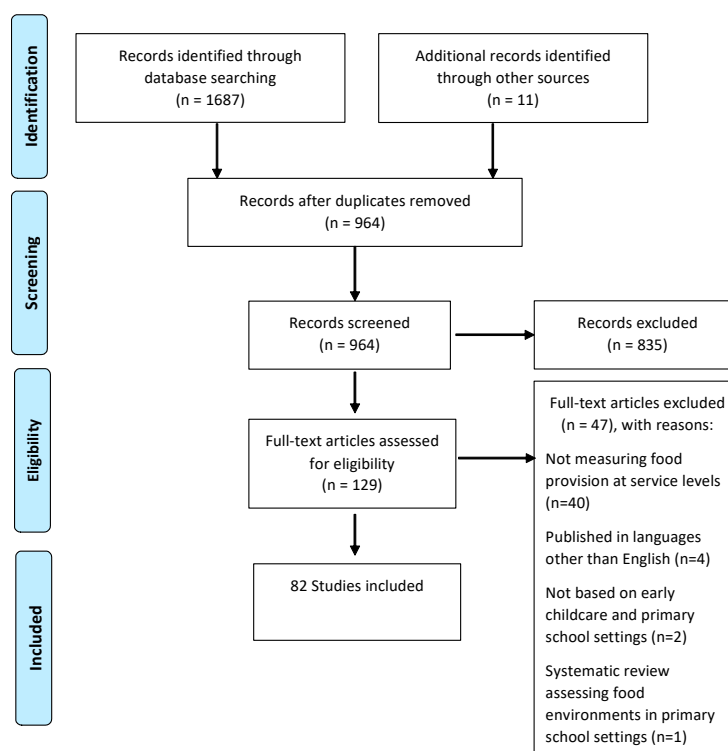 Identification
Records identified through
database searching
(n = 1687)
Additional records identified
through other sources
(n = 11)
Records after duplicates removed
(n = 964)
Screening
Records screened
(n = 964)
Records excluded
(n = 835)
Eligibility
Full-text articles assessed
for eligibility
(n = 129)
Full-text articles excluded
(n = 47), with reasons:
Not measuring food
provision at service levels
(n=40)
Published in languages
other than English (n=4)
Not based on early
childcare and primary
school settings (n=2)
Systematic review
assessing food
environments in primary
school settings (n=1)
Included
82 Studies included